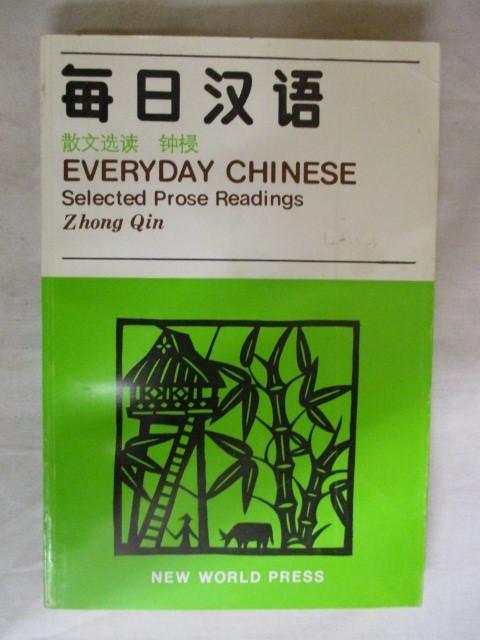 每日汉语
散文选读 钟梫
EVERYDAY CHINESE
Selected Prose Readings
Zhong Qin
NEW WORLD PRESS